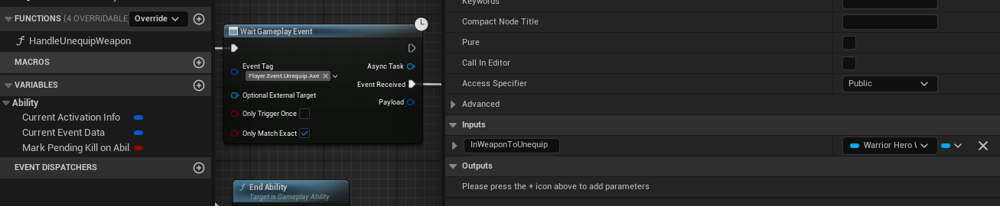 FUNCTIONS (4 OVERRIDABLE) Override
HandleUnequipWeapon
MACROS
VARIABLES
Ability
Current Activation Info
Current Event Data
Mark Pending Kill on Abil
EVENT DISPATCHERS
Wait Gameplay Event
Event Tag
Player.Event.Unequip.Axe
Async Task
Event Received
Optional External Target
Payload
Only Trigger Once
Only Match Exact
End Ability
Target is Gameplay Ability
Keywords
Compact Node Title
Pure
Call In Editor
Access Specifier
Public
Advanced
Inputs
InWeaponToUnequip
Warrior Hero
Outputs
Please press the + icon above to add parameters